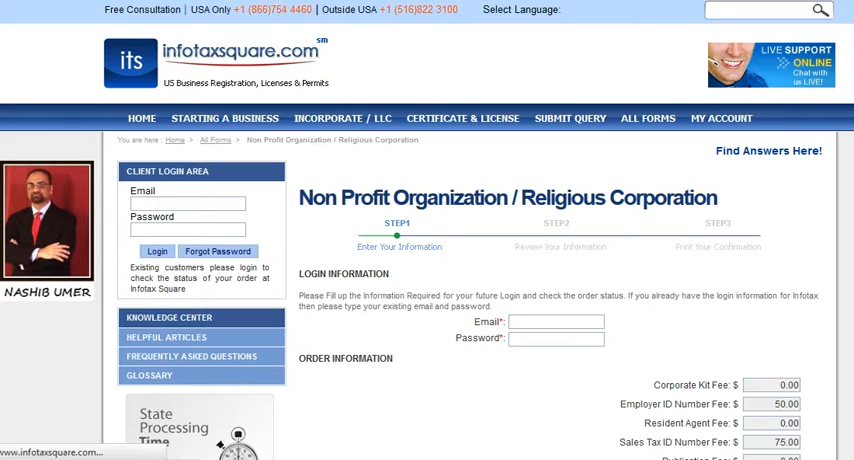 Free Consultation | USA Only +1 (866)754 4460 | Outside USA +1 (516)822 3100 Select Language:
its infotaxsquare.com sm
US Business Registration, Licenses & Permits
LIVE SUPPORT
ONLINE
Chat with
us LIVE!
HOME STARTING A BUSINESS INCORPORATE / LLC CERTIFICATE & LICENSE SUBMIT QUERY ALL FORMS MY ACCOUNT
You are here : Home > All Forms > Non Profit Organization / Religious Corporation
Find Answers Here!
NASHIB UMER
CLIENT LOGIN AREA
Email
Password
Login Forgot Password
Existing customers please login to
check the status of your order at
Infotax Square
KNOWLEDGE CENTER
HELPFUL ARTICLES
FREQUENTLY ASKED QUESTIONS
GLOSSARY
State
Processing
Time
www.infotaxsquare.com...
Non Profit Organization / Religious Corporation
STEP1 STEP2 STEP3
Enter Your Information Review Your Information Print Your Confirmation
LOGIN INFORMATION
Please Fill up the Information Required for your future Login and check the order status. If you already have the login information for Infotax
then please type your existing email and password.
Email*:
Password*:
ORDER INFORMATION
Corporate Kit Fee: $ 0.00
Employer ID Number Fee: $ 50.00
Resident Agent Fee: $ 0.00
Sales Tax ID Number Fee: $ 75.00
Publication Fee: $ 0.00